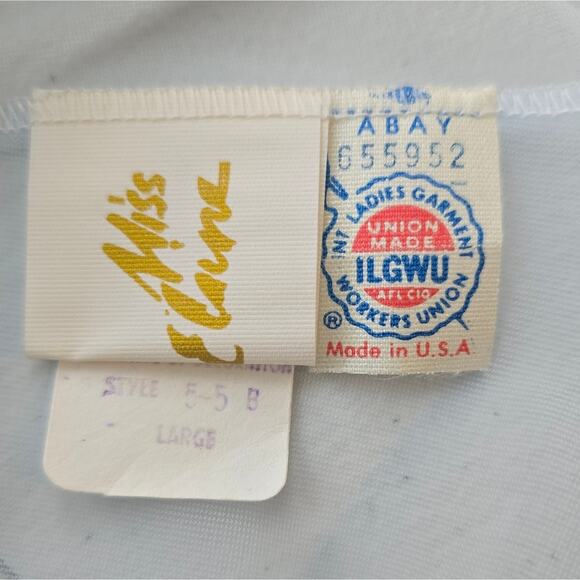 Miss
Elaine
STYLE 5-5 B
LARGE
ABAY
655952
INT LADIES GARMENT
WORKERS UNION
UNION
MADE
ILGWU
AFL CIO
®
Made in U.S.A